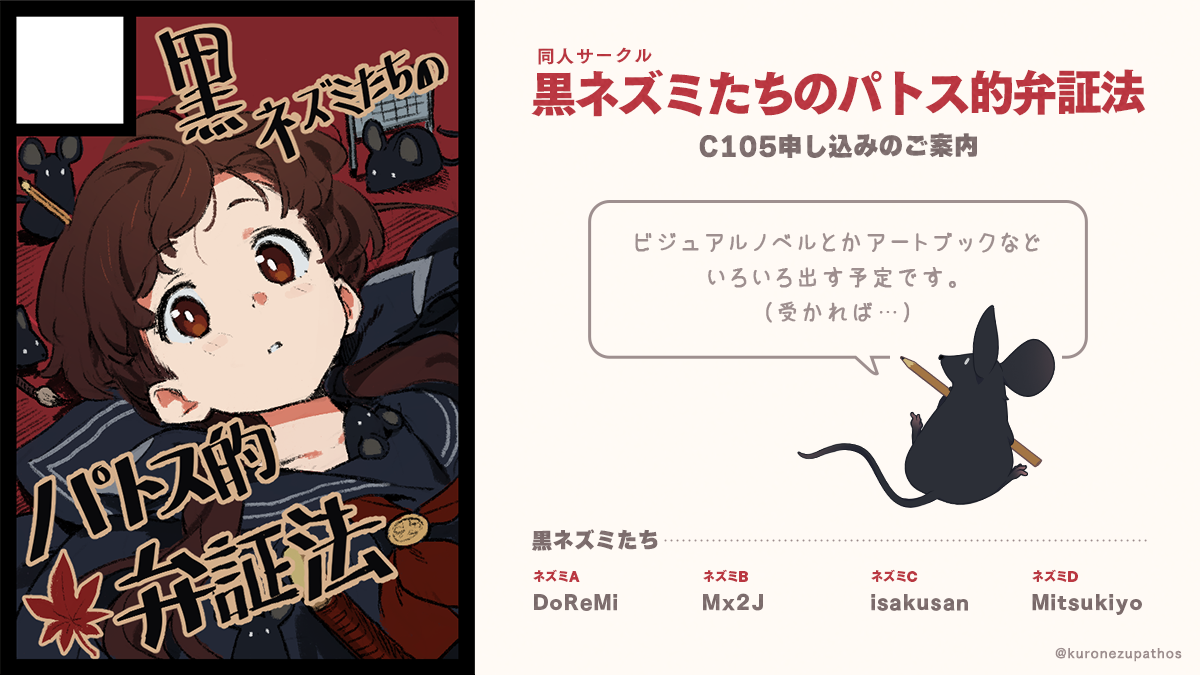 黒ネズミたちの
パトス的
弁証法
同人サークル
黒ネズミたちのパトス的弁証法
C105申し込みのご案内
ビジュアルノベルとかアートブックなど
いろいろ出す予定です。
(受かれば…)
黒ネズミたち
ネズミA
DoReMi
ネズミB
Mx2J
ネズミC
isakusan
ネズミD
Mitsukiyo
@kuronezupathos